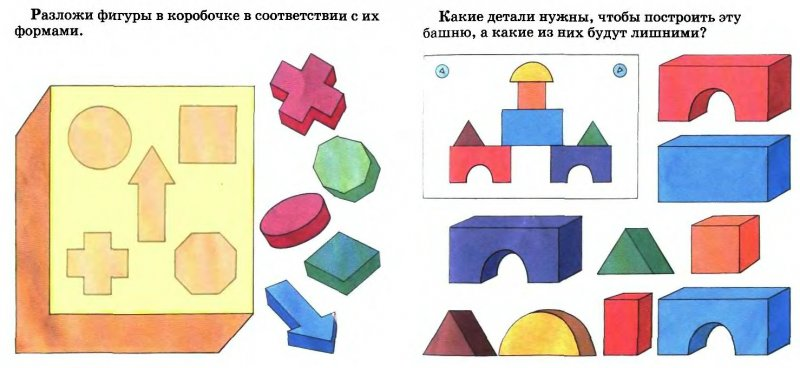 Разложи фигуры в коробочке в соответствии с их
формами.
Какие детали нужны, чтобы построить эту
башню, а какие из них будут лишними?